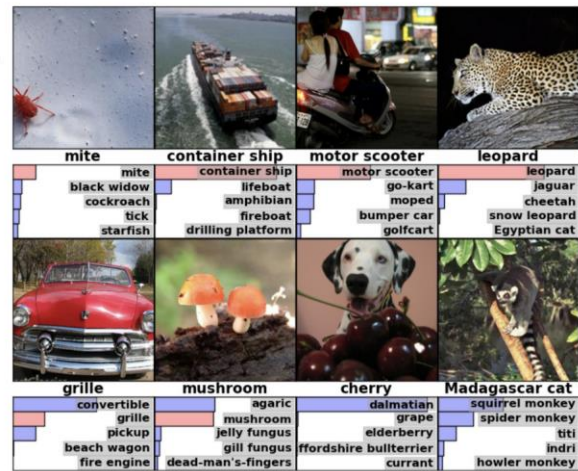 mite
container ship
motor scooter
leopard
mite
black widow
cockroach
tick
starfish
container ship
lifeboat
amphibian
fireboat
drilling platform
motor scooter
go-kart
moped
bumper car
golfcart
leopard
jaguar
cheetah
snow leopard
Egyptian cat
grille
mushroom
cherry
Madagascar cat
convertible
grille
pickup
beach wagon
fire engine
agaric
mushroom
jelly fungus
gill fungus
dead-man's-fingers
dalmatian
grape
elderberry
ffordshire bullterrier
currant
squirrel monkey
spider monkey
titi
indri
howler monkey